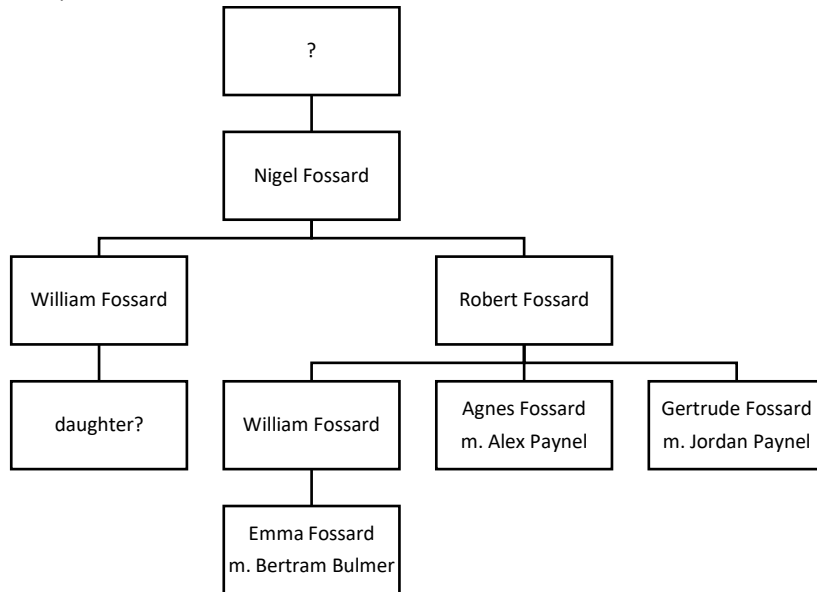 ?
Nigel Fossard
William Fossard
Robert Fossard
daughter?
William Fossard
Agnes Fossard
m. Alex Paynel
Gertrude Fossard
m. Jordan Paynel
Emma Fossard
m. Bertram Bulmer